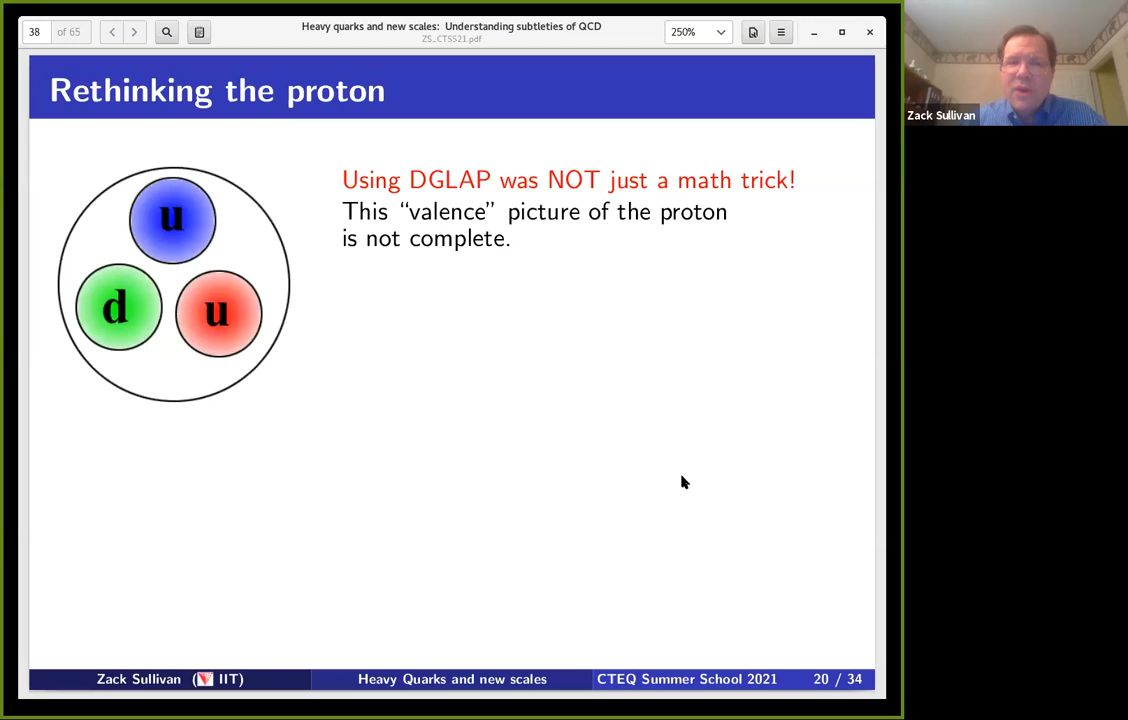 38 of 65
Heavy quarks and new scales: Understanding subtleties of QCD
ZS_CTSS21.pdf
250%
Rethinking the proton
Using DGLAP was NOT just a math trick!
This “valence” picture of the proton
is not complete.
u
d
u
Zack Sullivan ( IIT)
Heavy Quarks and new scales
CTEQ Summer School 2021
20 / 34
Zack Sullivan